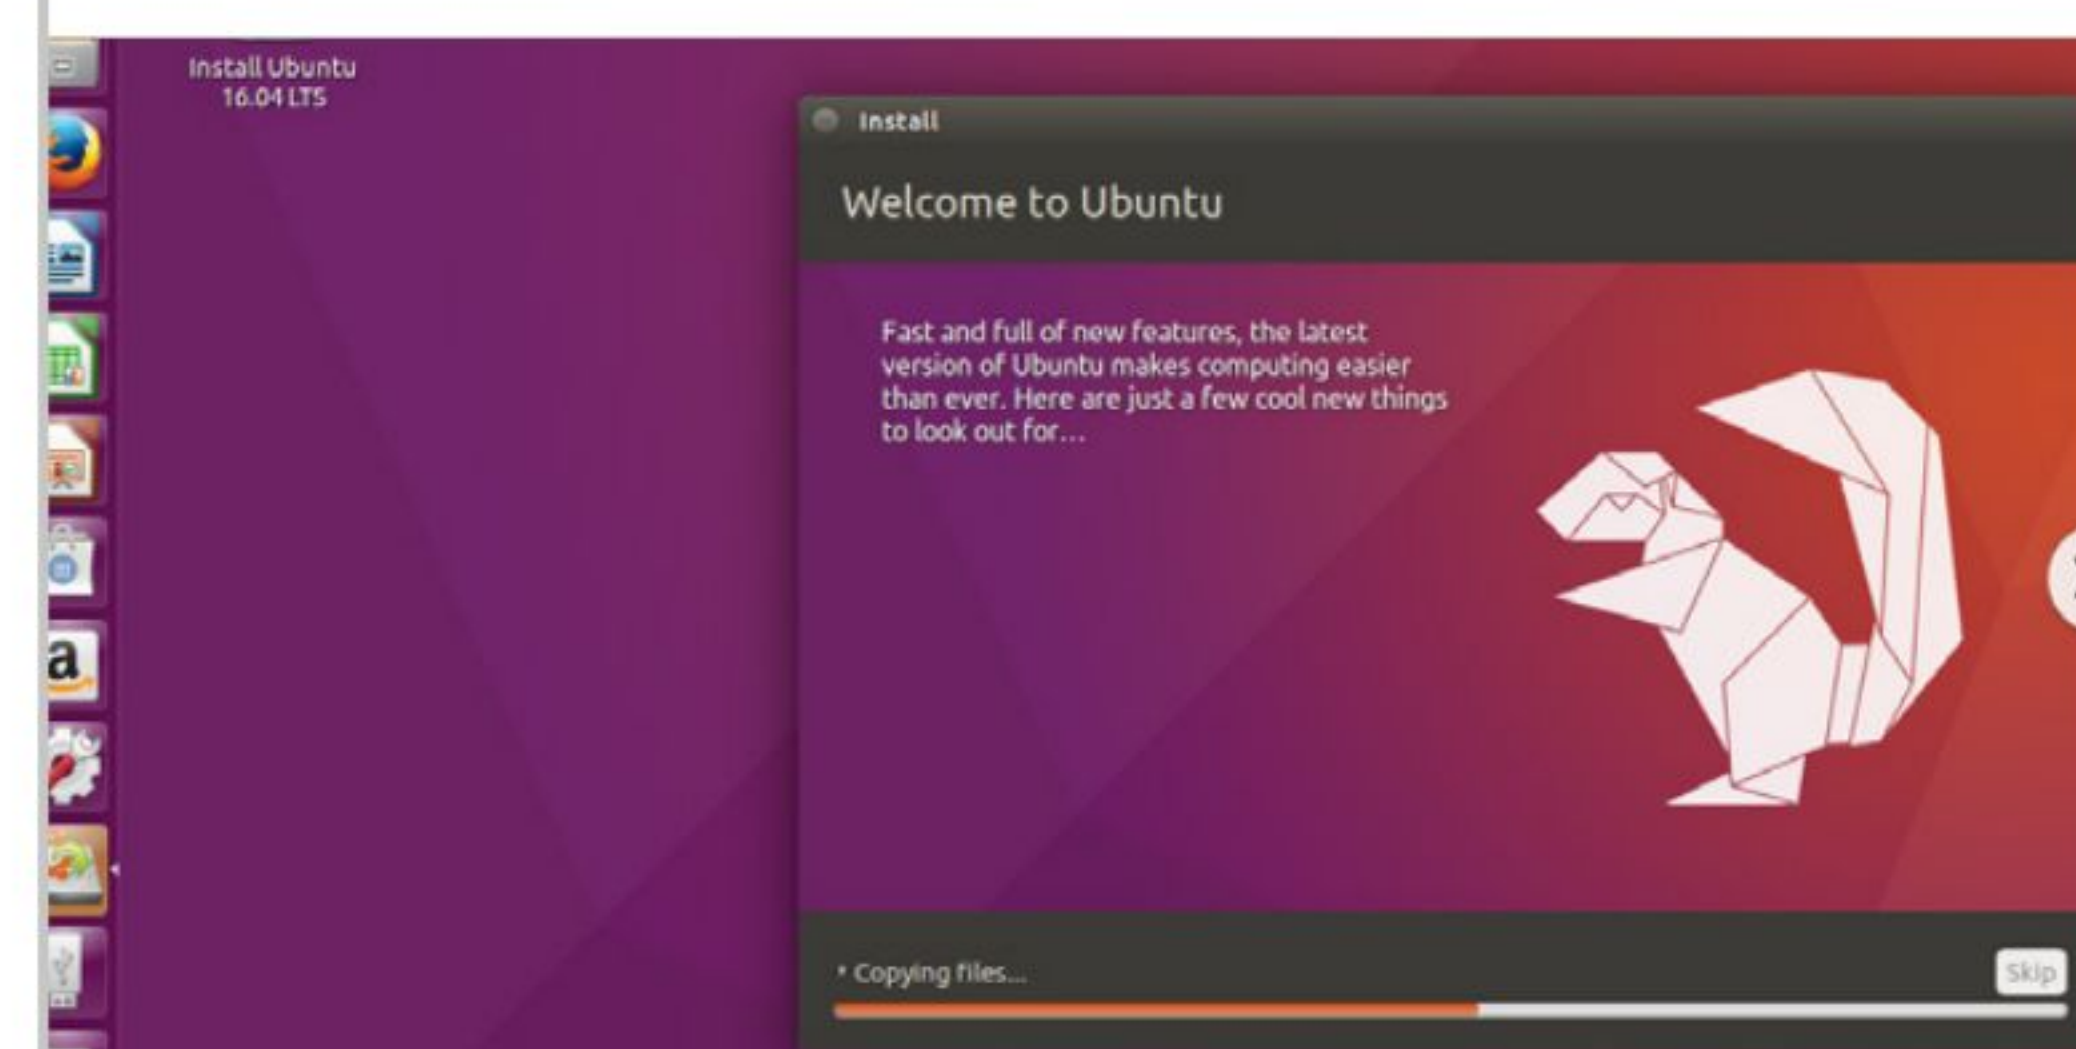 Install Ubuntu
16.04 LTS
Install
Welcome to Ubuntu
Fast and full of new features, the latest
version of Ubuntu makes computing easier
than ever. Here are just a few cool new things
to look out for...
a
Copying files...
Skip